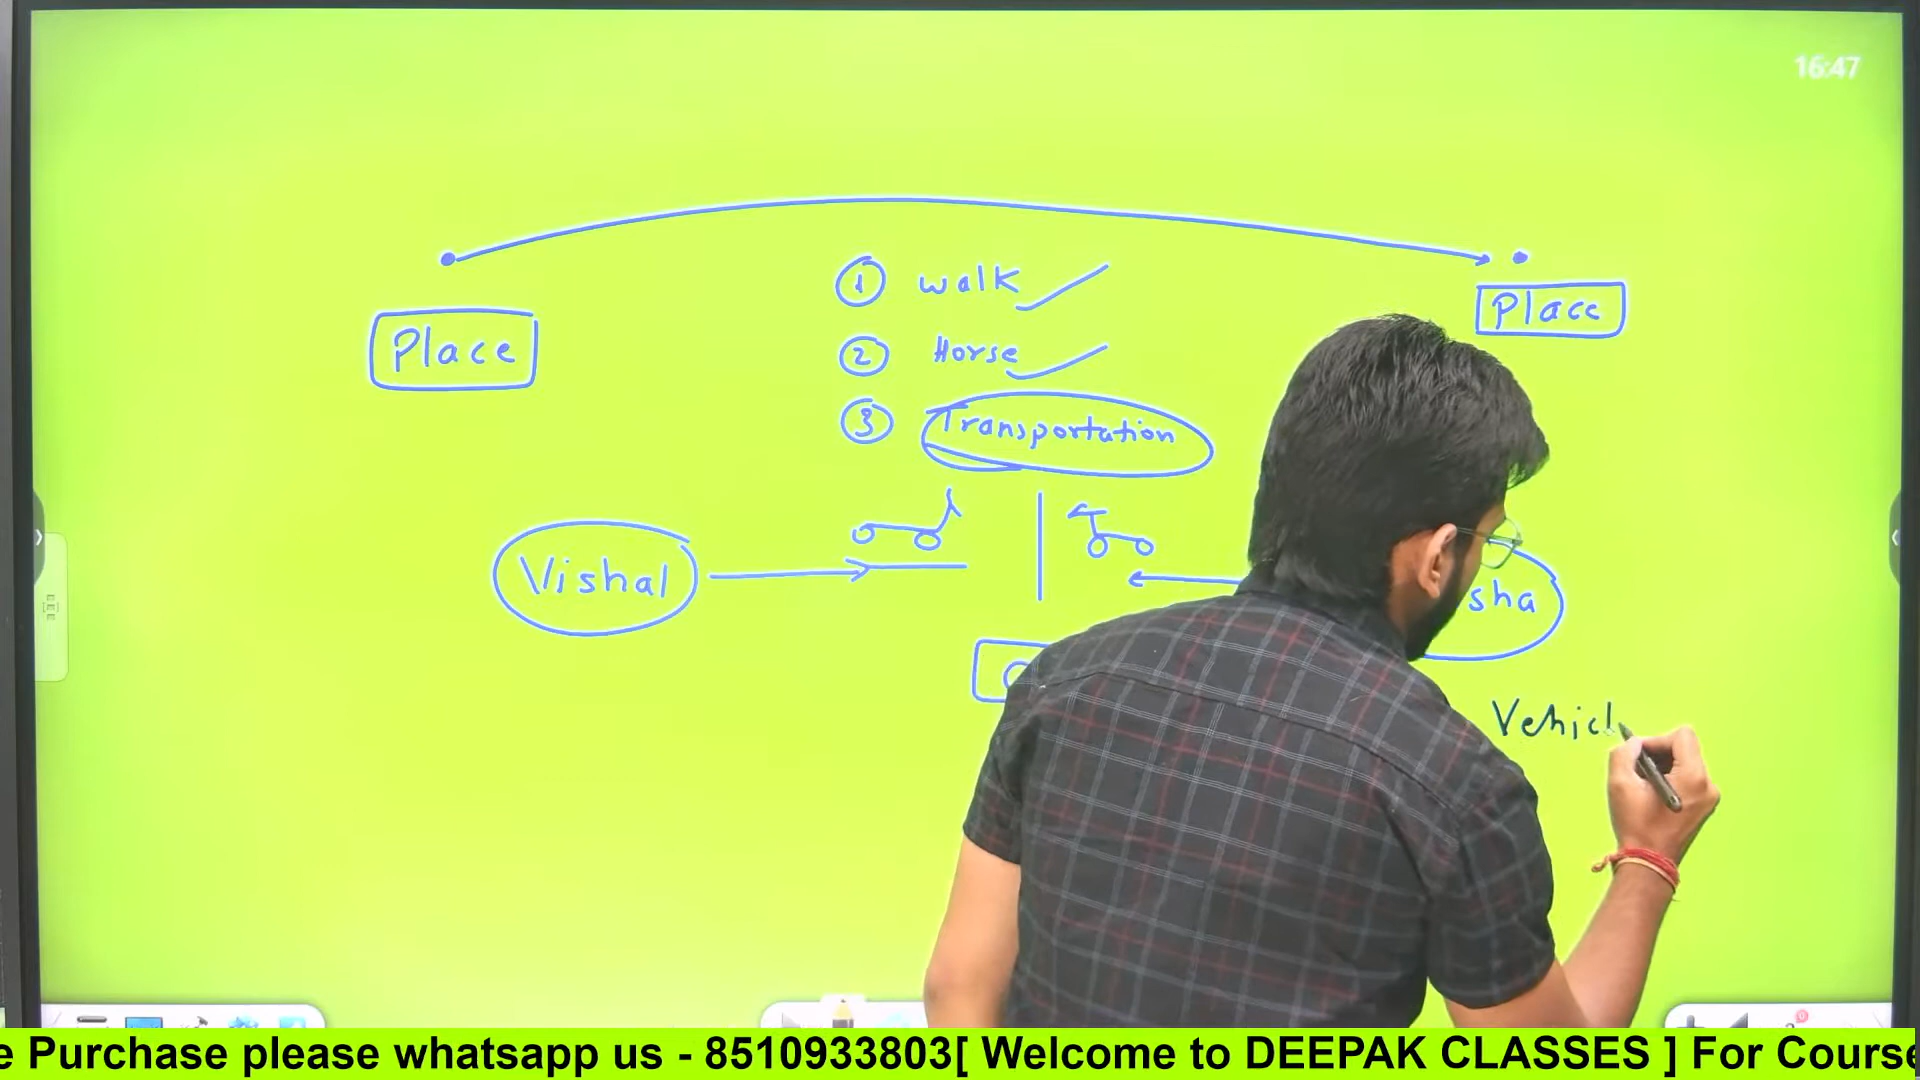 16:47
① walk
Place
② Horse
Place
③ Transportation
Vishal
sha
Vehicl
e Purchase please whatsapp us - 8510933803[ Welcome to DEEPAK CLASSES ] For Course